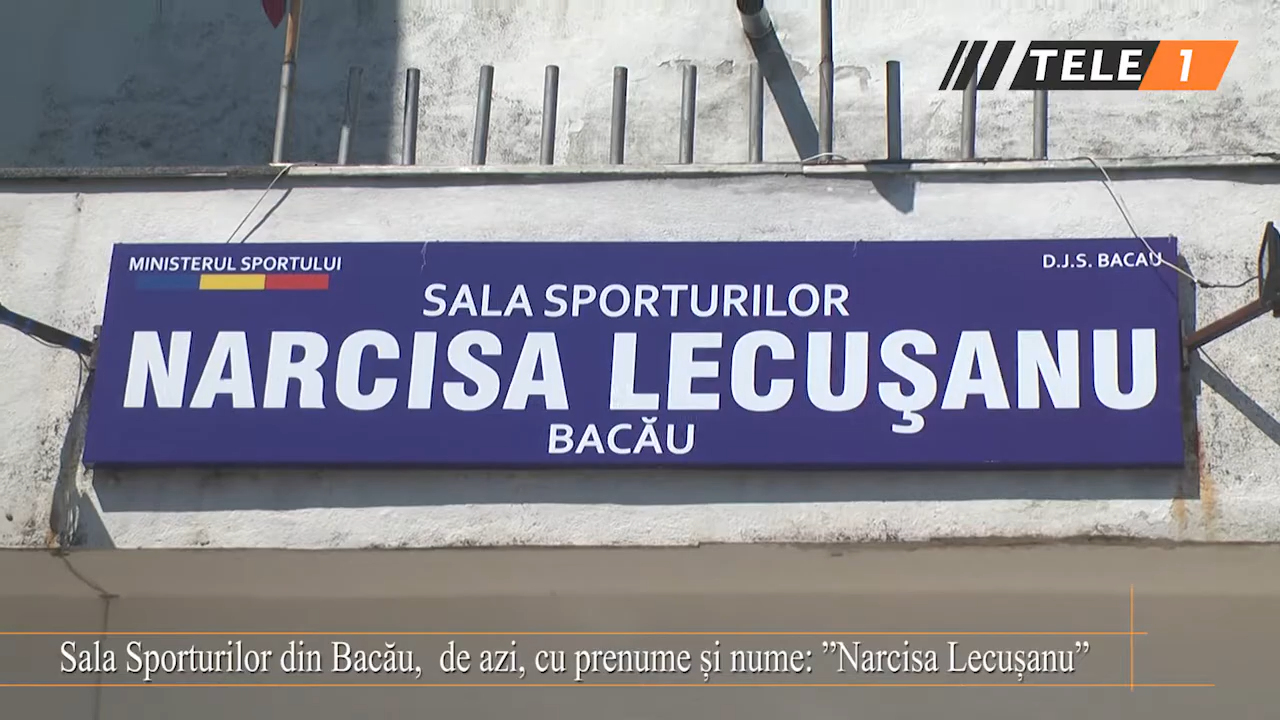 TELE 1
MINISTERUL SPORTULUI
D.J.S. BACAU
SALA SPORTURILOR
NARCISA LECUŞANU
BACĂU
Sala Sporturilor din Bacău, de azi, cu prenume și nume: ”Narcisa Lecușanu”